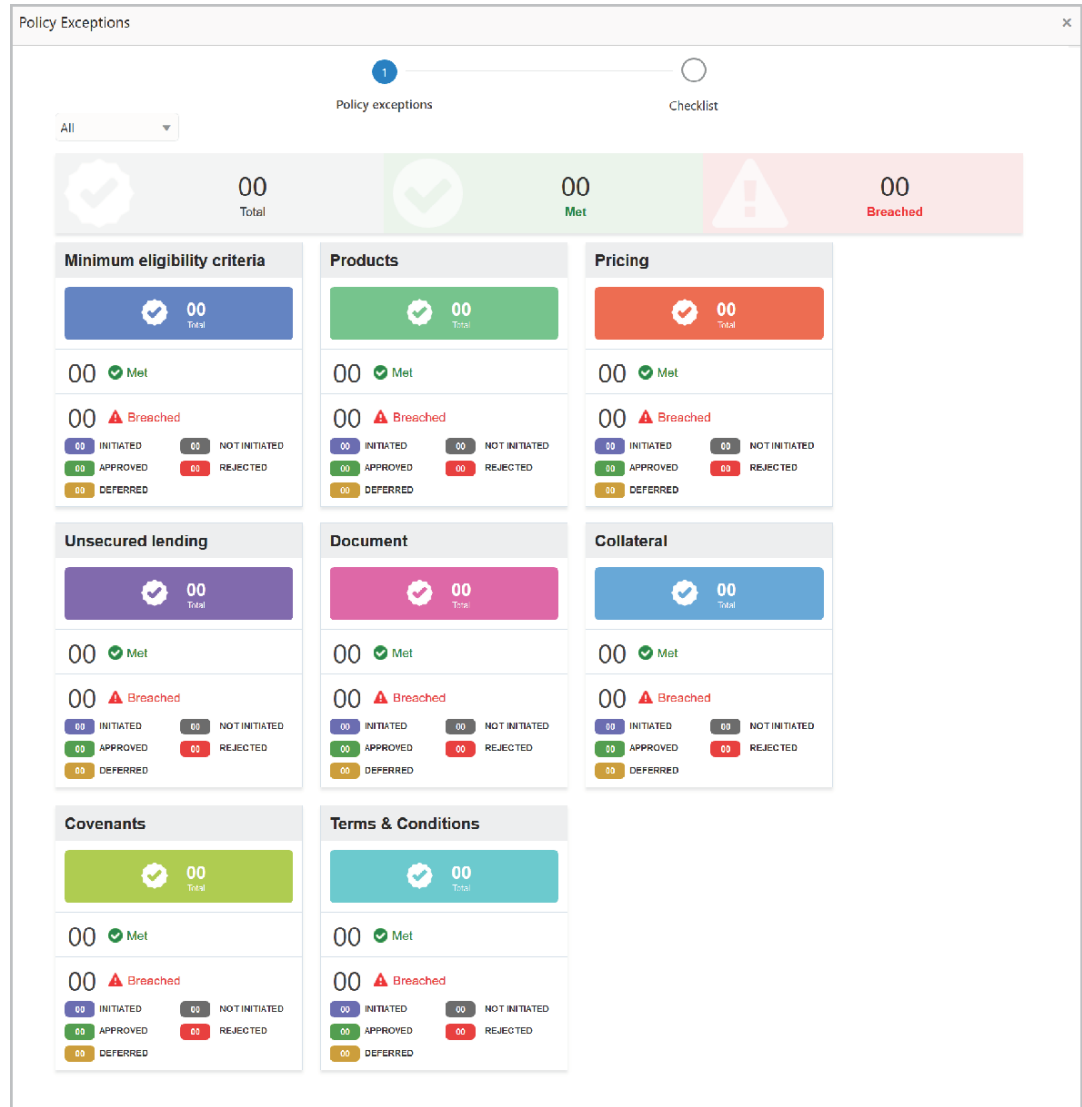 Policy Exceptions ×
1
Policy exceptions Checklist
All
00 00 00
Total Met Breached
Minimum eligibility criteria
00
Total
00 Met
00 Breached
00 INITIATED 00 NOT INITIATED
00 APPROVED 00 REJECTED
00 DEFERRED
Products
00
Total
00 Met
00 Breached
00 INITIATED 00 NOT INITIATED
00 APPROVED 00 REJECTED
00 DEFERRED
Pricing
00
Total
00 Met
00 Breached
00 INITIATED 00 NOT INITIATED
00 APPROVED 00 REJECTED
00 DEFERRED
Unsecured lending
00
Total
00 Met
00 Breached
00 INITIATED 00 NOT INITIATED
00 APPROVED 00 REJECTED
00 DEFERRED
Document
00
Total
00 Met
00 Breached
00 INITIATED 00 NOT INITIATED
00 APPROVED 00 REJECTED
00 DEFERRED
Collateral
00
Total
00 Met
00 Breached
00 INITIATED 00 NOT INITIATED
00 APPROVED 00 REJECTED
00 DEFERRED
Covenants
00
Total
00 Met
00 Breached
00 INITIATED 00 NOT INITIATED
00 APPROVED 00 REJECTED
00 DEFERRED
Terms & Conditions
00
Total
00 Met
00 Breached
00 INITIATED 00 NOT INITIATED
00 APPROVED 00 REJECTED
00 DEFERRED